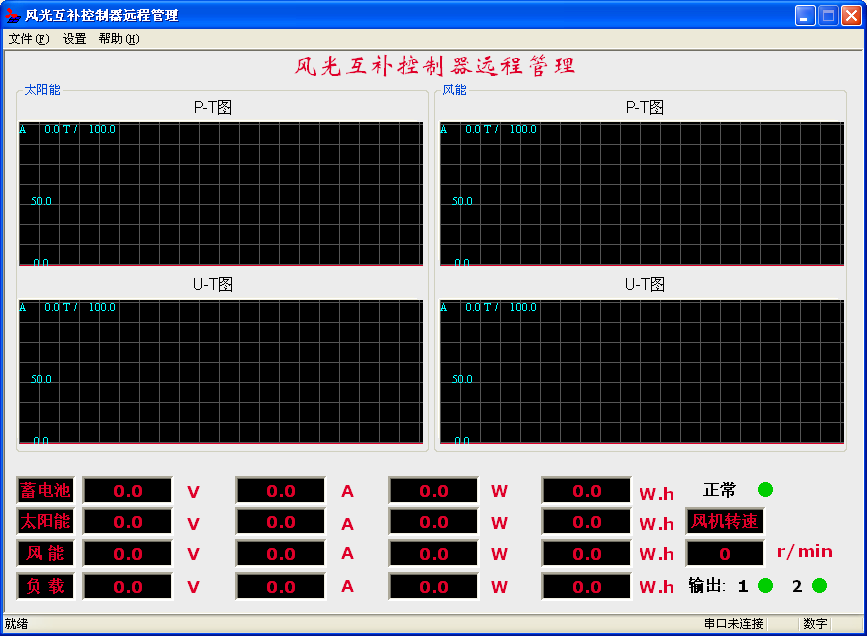 风光互补控制器远程管理
文件(F) 设置 帮助(H)
风光互补控制器远程管理
太阳能 风能
P-T图 P-T图
A 0.0 T / 100.0 A 0.0 T / 100.0
50.0 50.0
0.0 0.0
U-T图 U-T图
A 0.0 T / 100.0 A 0.0 T / 100.0
50.0 50.0
0.0 0.0
蓄电池 0.0 V 0.0 A 0.0 W 0.0 W.h 正常
太阳能 0.0 V 0.0 A 0.0 W 0.0 W.h 风机转速
风 能 0.0 V 0.0 A 0.0 W 0.0 W.h 0 r/min
负 载 0.0 V 0.0 A 0.0 W 0.0 W.h 输出: 1 2
就绪 串口未连接 数字